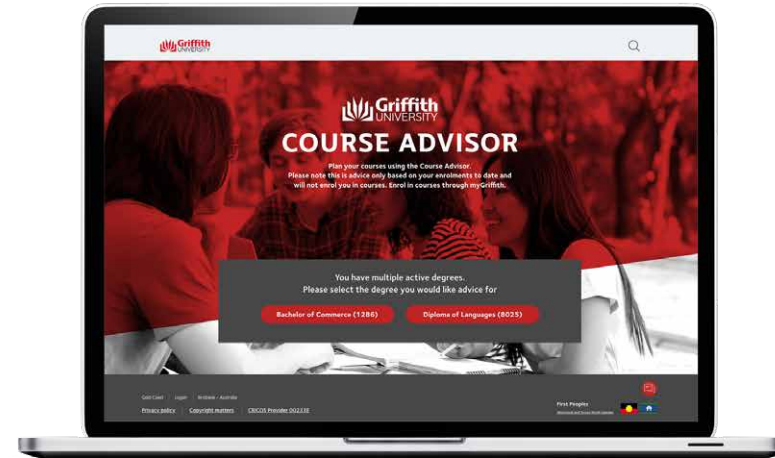 Griffith
UNIVERSITY
Griffith
UNIVERSITY
COURSE ADVISOR
Plan your courses using the Course Advisor.
Please note this is advice only based on your enrolments to date and
will not enrol you in courses. Enrol in courses through myGriffith.
You have multiple active degrees.
Please select the degree you would like advice for
Bachelor of Commerce (1286) Diploma of Languages (8025)
Gold Coast | Logan | Brisbane - Australia
Privacy policy | Copyright matters | CRICOS Provider 00233E
First Peoples